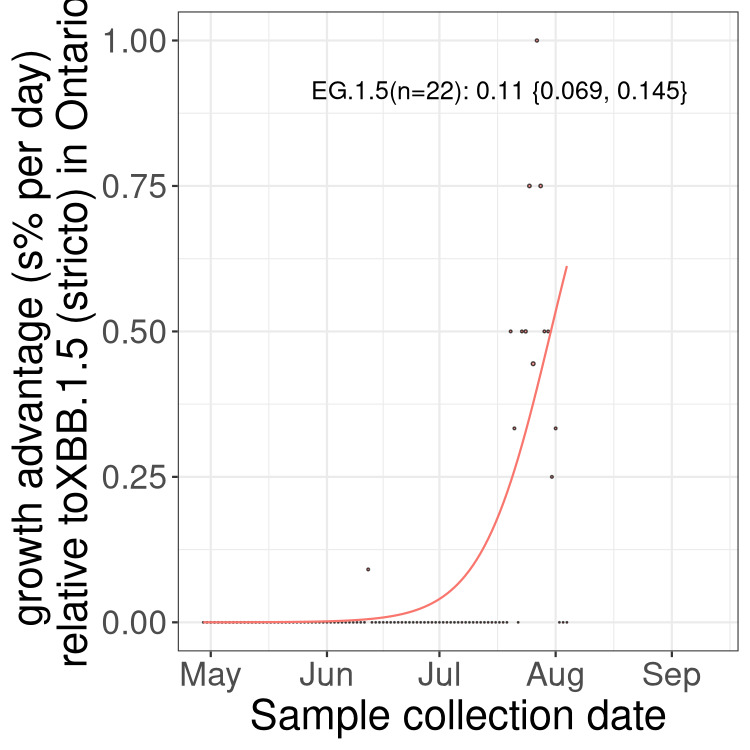 growth advantage (s% per day)
relative toXBB.1.5 (stricto) in Ontario
1.00
0.75
0.50
0.25
0.00
EG.1.5(n=22): 0.11 {0.069, 0.145}
May Jun Jul Aug Sep
Sample collection date